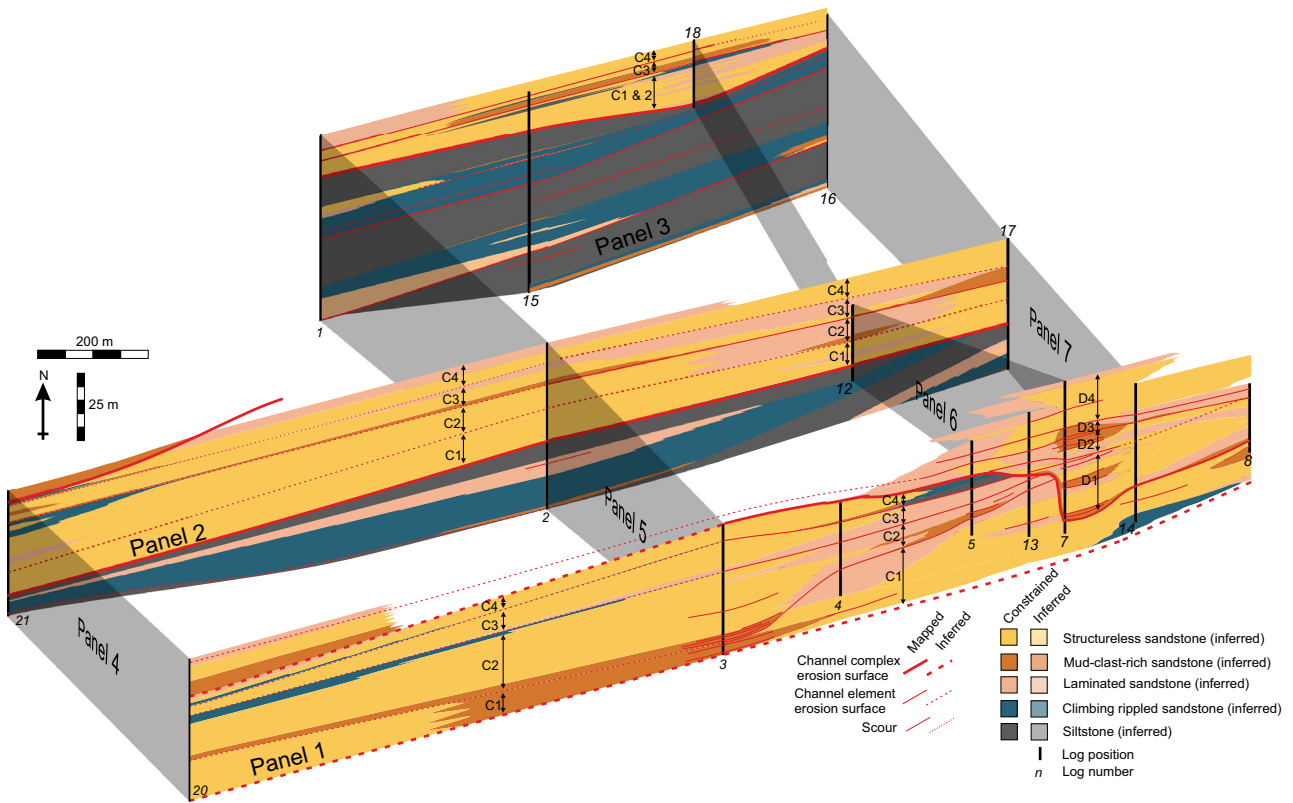 18
C4
C3
C1 & 2
Panel 3
16
15
1
17
C4
C3
C2
C1
12
Panel 7
Panel 6
200 m
N
25 m
C4
C3
C2
C1
Panel 2
2
Panel 5
21
Panel 4
D4
D3
D2
D1
8
14
7
13
5
C4
C3
C2
C1
4
3
C4
C3
C2
C1
Panel 1
20
Mapped
Inferred
Channel complex
erosion surface
Channel element
erosion surface
Scour
Constrained
Inferred
Structureless sandstone (inferred)
Mud-clast-rich sandstone (inferred)
Laminated sandstone (inferred)
Climbing rippled sandstone (inferred)
Siltstone (inferred)
Log position
n Log number